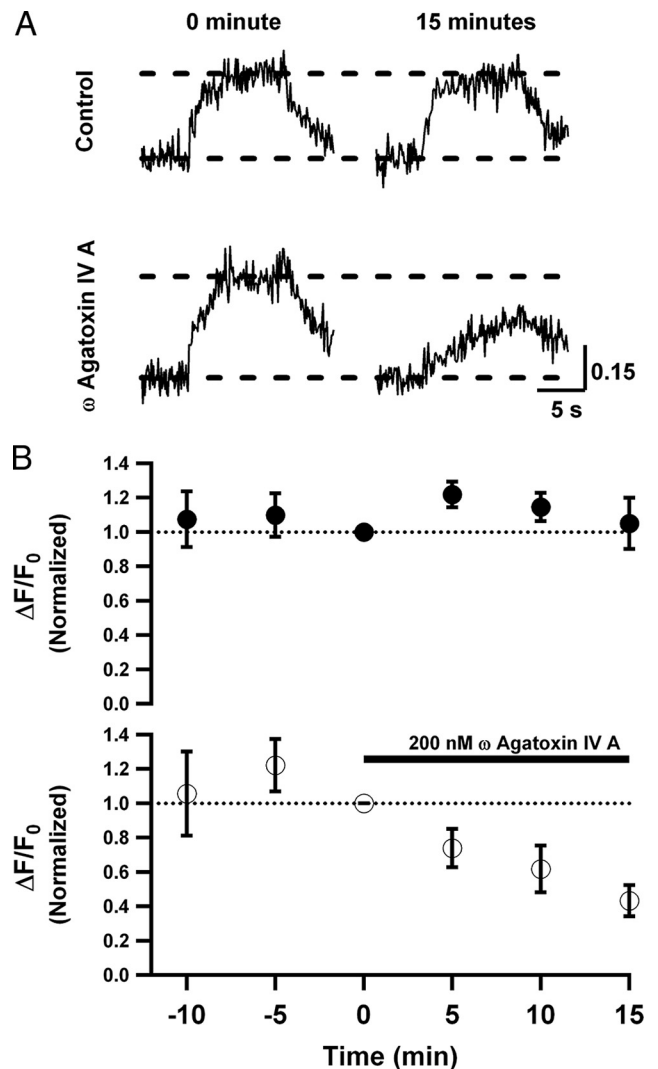 A
0 minute 15 minutes
Control
ω Agatoxin IV A
0.15
5 s
B
1.4
1.2
1.0
0.8
0.6
0.4
0.2
0.0
ΔF/F0
(Normalized)
200 nM ω Agatoxin IV A
1.4
1.2
1.0
0.8
0.6
0.4
0.2
0.0
ΔF/F0
(Normalized)
-10 -5 0 5 10 15
Time (min)